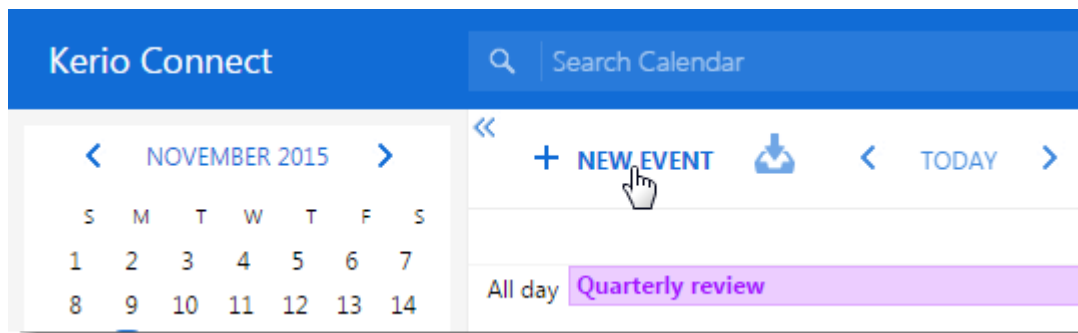 Kerio Connect
Search Calendar
NOVEMBER 2015
S M T W T F S
1 2 3 4 5 6 7
8 9 10 11 12 13 14
+ NEW EVENT
TODAY
All day Quarterly review